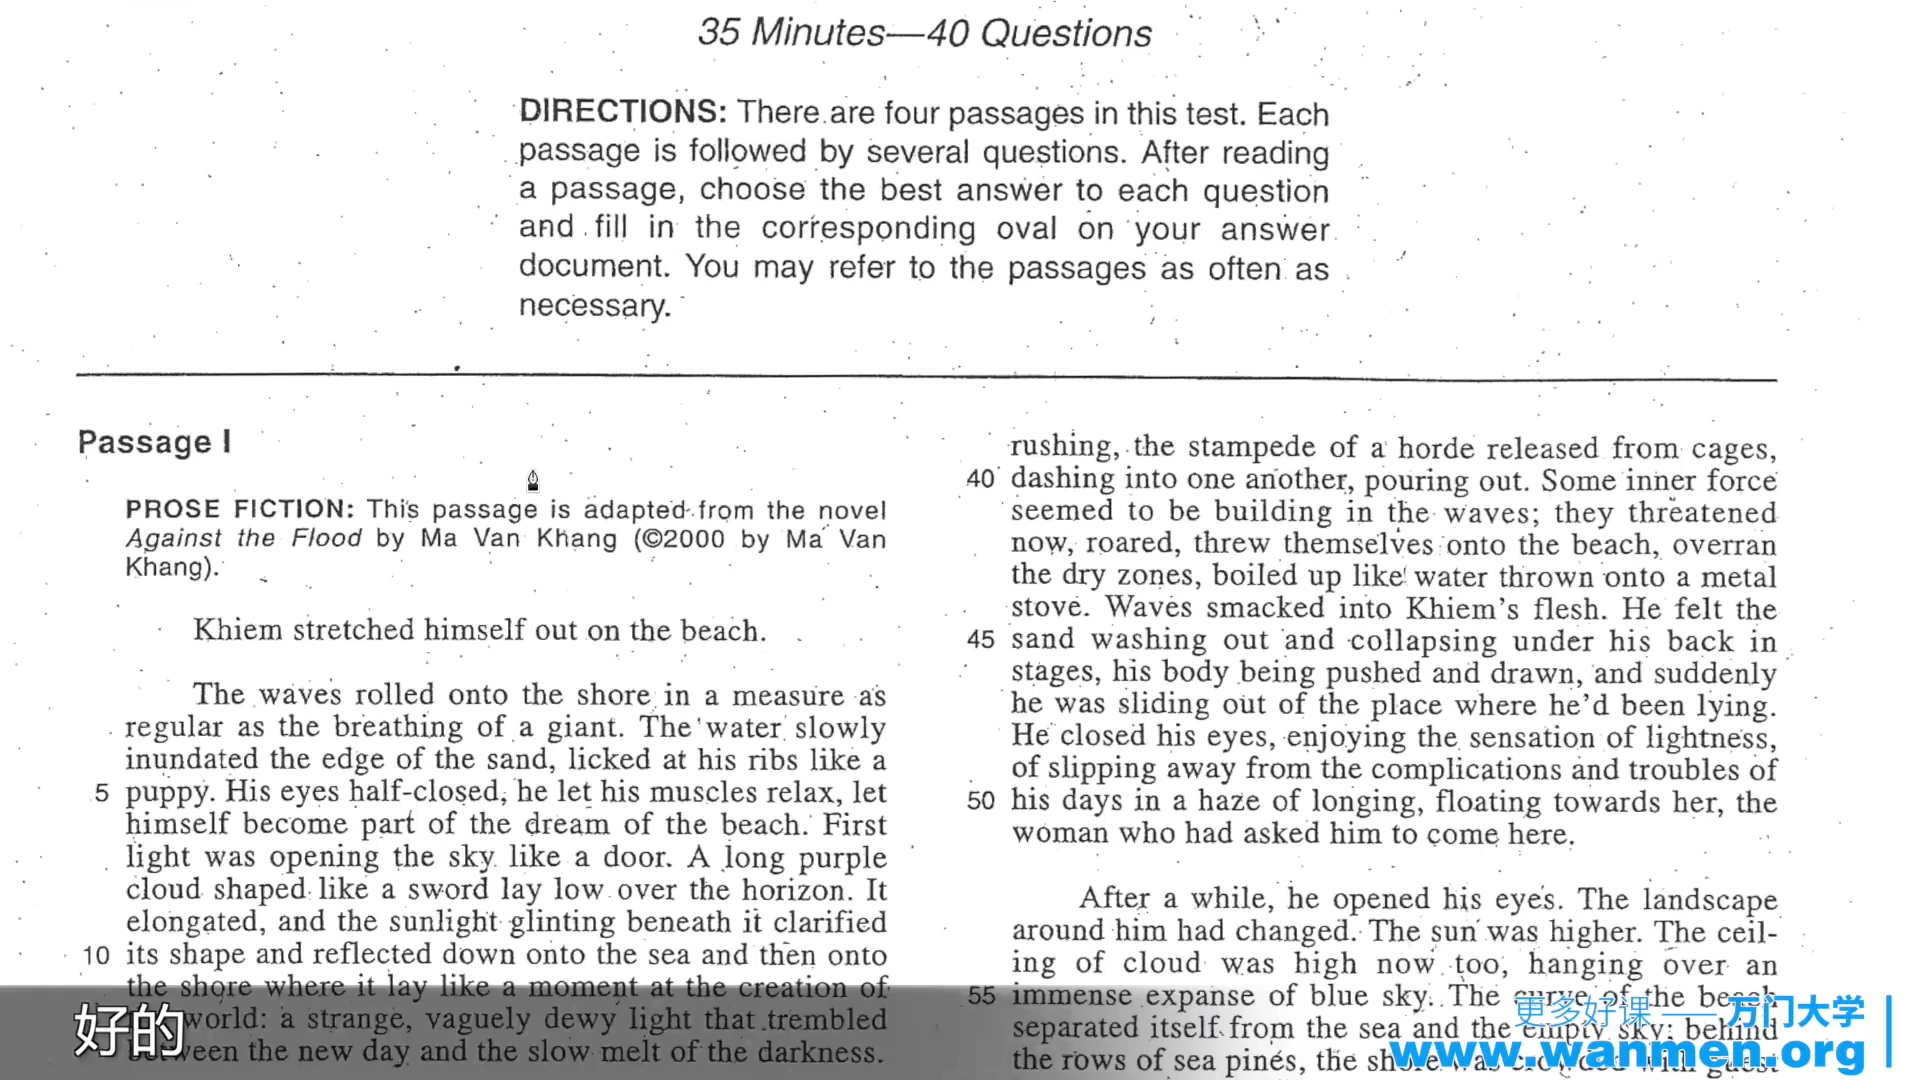 35 Minutes—40 Questions
DIRECTIONS: There are four passages in this test. Each
passage is followed by several questions. After reading
a passage, choose the best answer to each question
and fill in the corresponding oval on your answer
document. You may refer to the passages as often as
necessary.
Passage I
PROSE FICTION: This passage is adapted from the novel
Against the Flood by Ma Van Khang (©2000 by Ma Van
Khang).
Khiem stretched himself out on the beach.
The waves rolled onto the shore in a measure as
regular as the breathing of a giant. The water slowly
inundated the edge of the sand, licked at his ribs like a
5 puppy. His eyes half-closed, he let his muscles relax, let
himself become part of the dream of the beach. First
light was opening the sky like a door. A long purple
cloud shaped like a sword lay low over the horizon. It
elongated, and the sunlight glinting beneath it clarified
10 its shape and reflected down onto the sea and then onto
the shore where it lay like a moment at the creation of
world: a strange, vaguely dewy light that trembled
the new day and the slow melt of the darkness.
rushing, the stampede of a horde released from cages,
40 dashing into one another, pouring out. Some inner force
seemed to be building in the waves; they threatened
now, roared, threw themselves onto the beach, overran
the dry zones, boiled up like water thrown onto a metal
stove. Waves smacked into Khiem's flesh. He felt the
45 sand washing out and collapsing under his back in
stages, his body being pushed and drawn, and suddenly
he was sliding out of the place where he'd been lying.
He closed his eyes, enjoying the sensation of lightness,
of slipping away from the complications and troubles of
50 his days in a haze of longing, floating towards her, the
woman who had asked him to come here.
After a while, he opened his eyes. The landscape
around him had changed. The sun was higher. The ceil-
ing of cloud was high now too, hanging over an
55 immense expanse of blue sky. The curve of the beach
separated itself from the sea and the empty sky; behind
the rows of sea pines, the shore was crowded with guest
好的
更多好课 —— 万门大学
www.wanmen.org